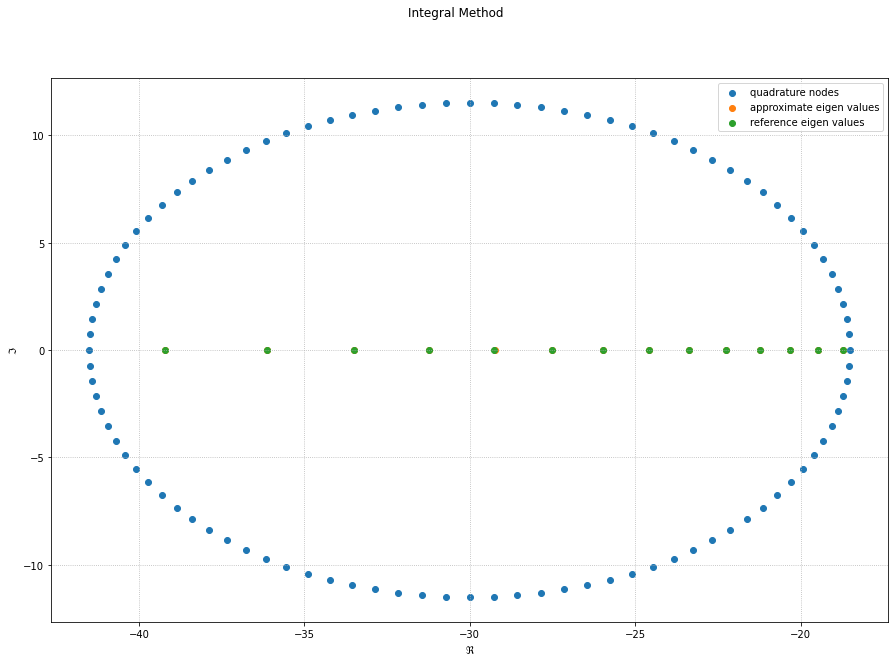 Integral Method
quadrature nodes
approximate eigen values
reference eigen values
10
5
0
−5
−10
ℑ
−40
−35
−30
−25
−20
ℜ